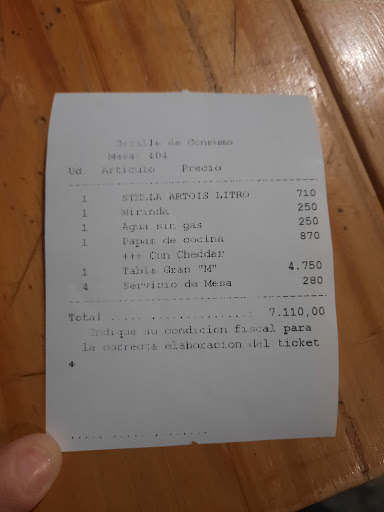 Detalle de Consumo
Mesa: 404
Ud. Articulo Precio
1 STELLA ARTOIS LITRO 710
1 Mirinda 250
1 Agua sin gas 250
1 Papas de cocina 870
+++ Con Cheddar
1 Tabla Gran "M" 4.750
4 Servicio de Mesa 280
Total ....................: 7.110,00
Indique su condicion fiscal para
la correcta elaboracion del ticket